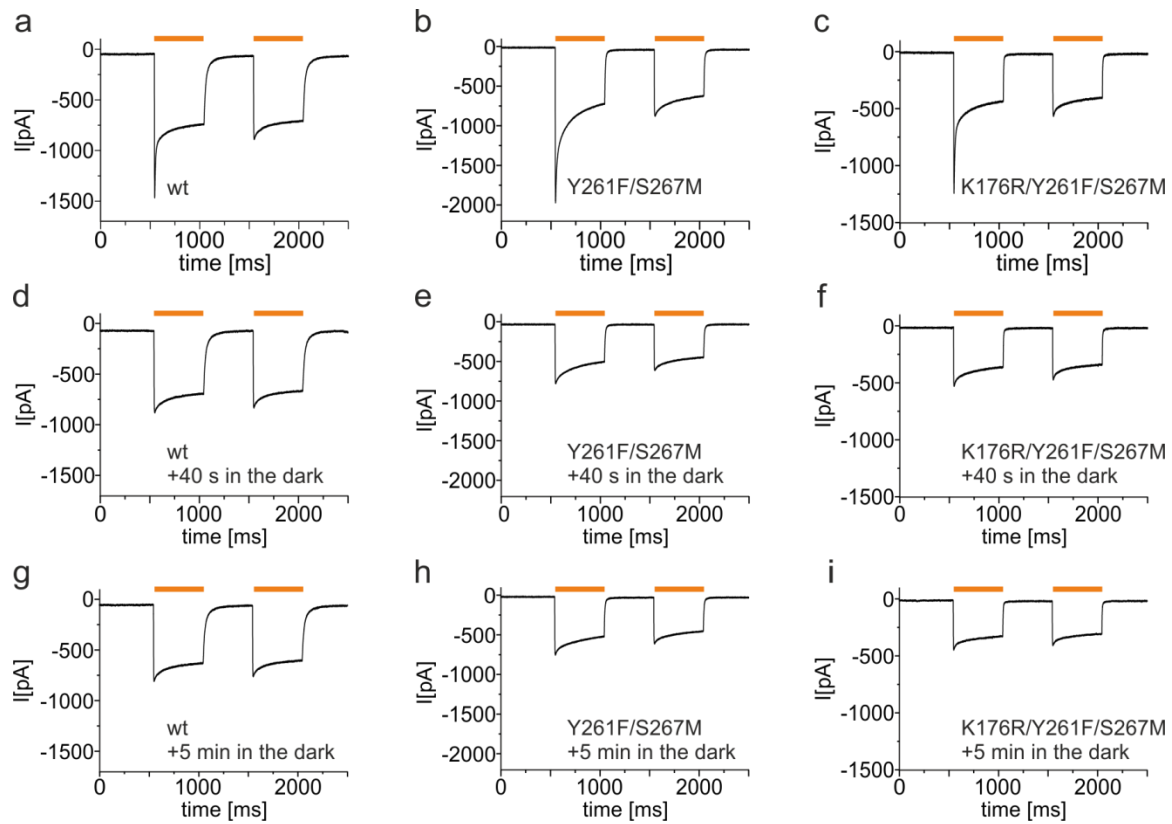 a
0
-500
-1000
-1500
I[pA]
wt
0 1000 2000
time [ms]
b
0
-500
-1000
-1500
-2000
I[pA]
Y261F/S267M
0 1000 2000
time [ms]
c
0
-500
-1000
-1500
I[pA]
K176R/Y261F/S267M
0 1000 2000
time [ms]
d
0
-500
-1000
-1500
I[pA]
wt
+40 s in the dark
0 1000 2000
time [ms]
e
0
-500
-1000
-1500
-2000
I[pA]
Y261F/S267M
+40 s in the dark
0 1000 2000
time [ms]
f
0
-500
-1000
-1500
I[pA]
K176R/Y261F/S267M
+40 s in the dark
0 1000 2000
time [ms]
g
0
-500
-1000
-1500
I[pA]
wt
+5 min in the dark
0 1000 2000
time [ms]
h
0
-500
-1000
-1500
-2000
I[pA]
Y261F/S267M
+5 min in the dark
0 1000 2000
time [ms]
i
0
-500
-1000
-1500
I[pA]
K176R/Y261F/S267M
+5 min in the dark
0 1000 2000
time [ms]